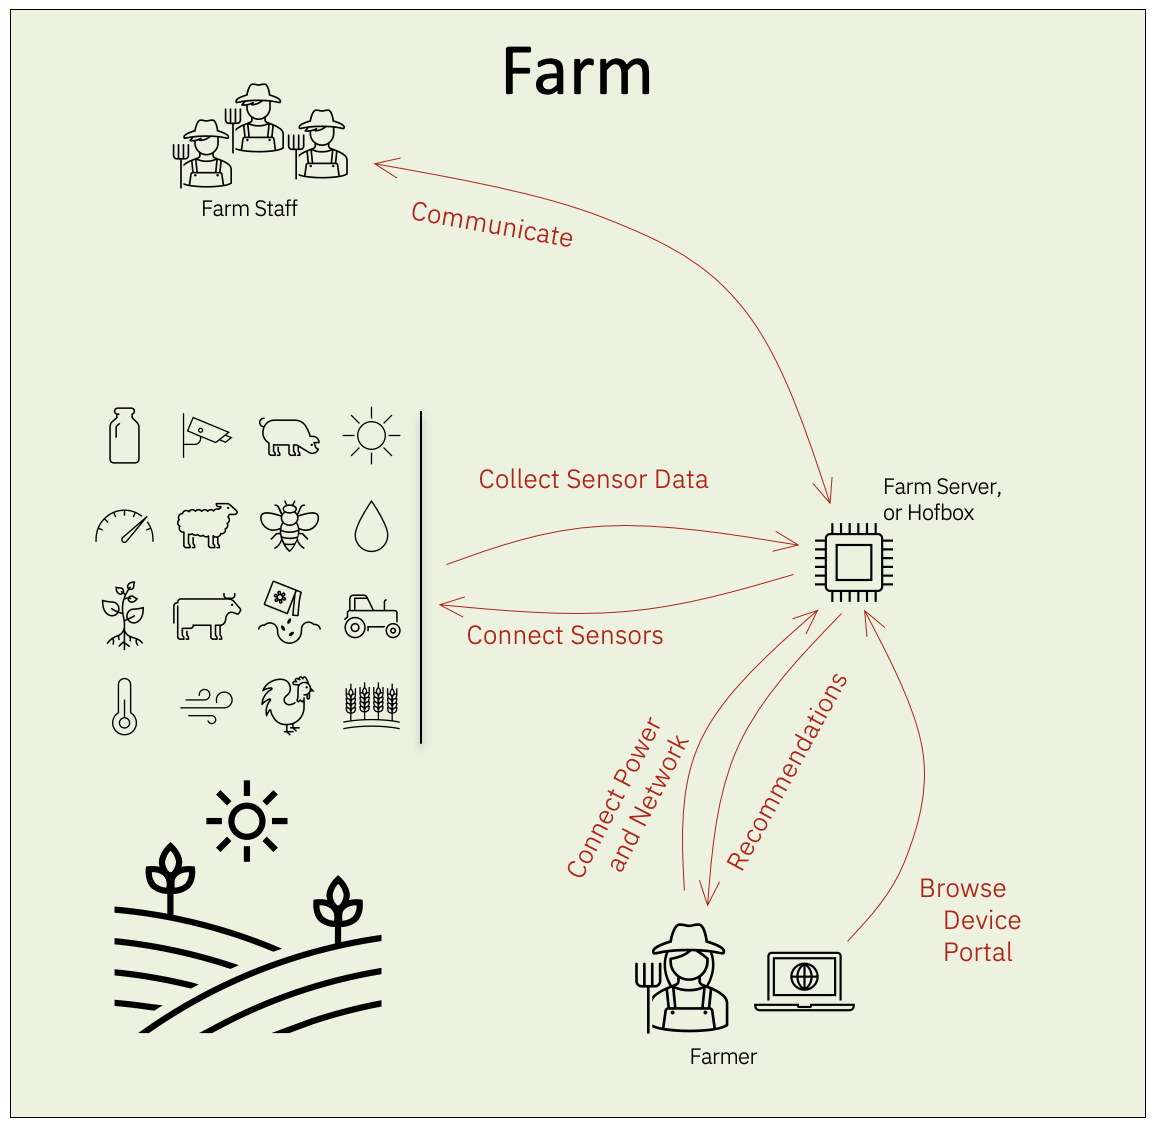 Farm
Farm Staff
Communicate
Collect Sensor Data
Farm Server,
or Hofbox
Connect Sensors
Connect Power
and Network
Recommendations
Browse
Device
Portal
Farmer